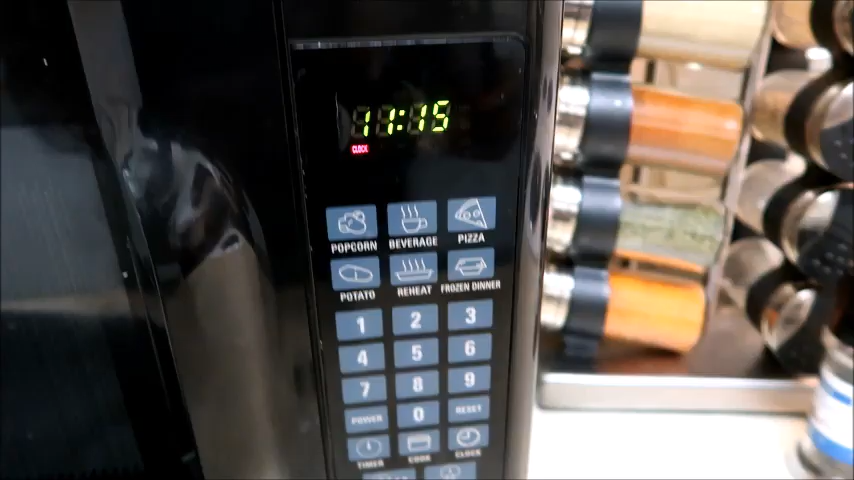 11:15
CLOCK
POPCORN BEVERAGE PIZZA
POTATO REHEAT FROZEN DINNER
1 2 3
4 5 6
7 8 9
POWER 0 RESET
TIMER COOK CLOCK